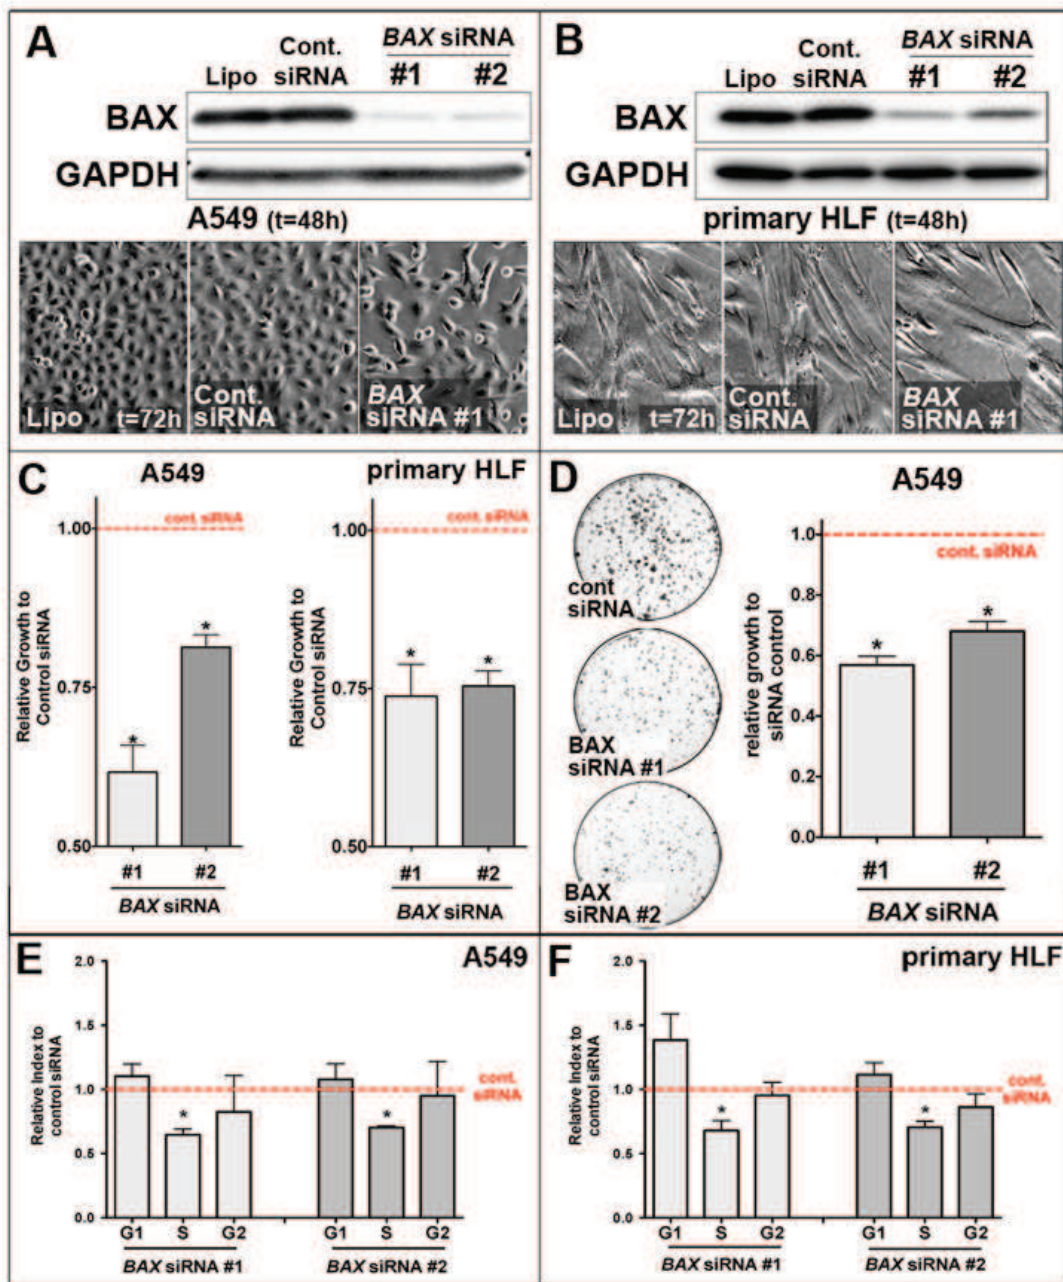 A
Lipo
Cont.
siRNA
BAX siRNA
#1 #2
BAX
GAPDH
A549 (t=48h)
Lipo t=72h
Cont.
siRNA
BAX
siRNA #1
B
Lipo
Cont.
siRNA
BAX siRNA
#1 #2
BAX
GAPDH
primary HLF (t=48h)
Lipo t=72h
Cont.
siRNA
BAX
siRNA #1
C
A549
Relative Growth to
Control siRNA
1.00
0.75
0.50
cont.siRNA
*
*
#1 #2
BAX siRNA
primary HLF
Relative Growth to
Control siRNA
1.00
0.75
0.50
cont.siRNA
* *
#1 #2
BAX siRNA
D
cont
siRNA
BAX
siRNA #1
BAX
siRNA #2
A549
relative growth to
siRNA control
1.0
0.8
0.6
0.4
0.2
0.0
cont. siRNA
*
*
#1 #2
BAX siRNA
E
A549
Relative Index to
control siRNA
2.0
1.5
1.0
0.5
0.0
cont.
siRNA
* *
G1 S G2 G1 S G2
BAX siRNA #1 BAX siRNA #2
F
primary HLF
Relative Index to
control siRNA
2.0
1.5
1.0
0.5
0.0
cont.
siRNA
* *
G1 S G2 G1 S G2
BAX siRNA #1 BAX siRNA #2